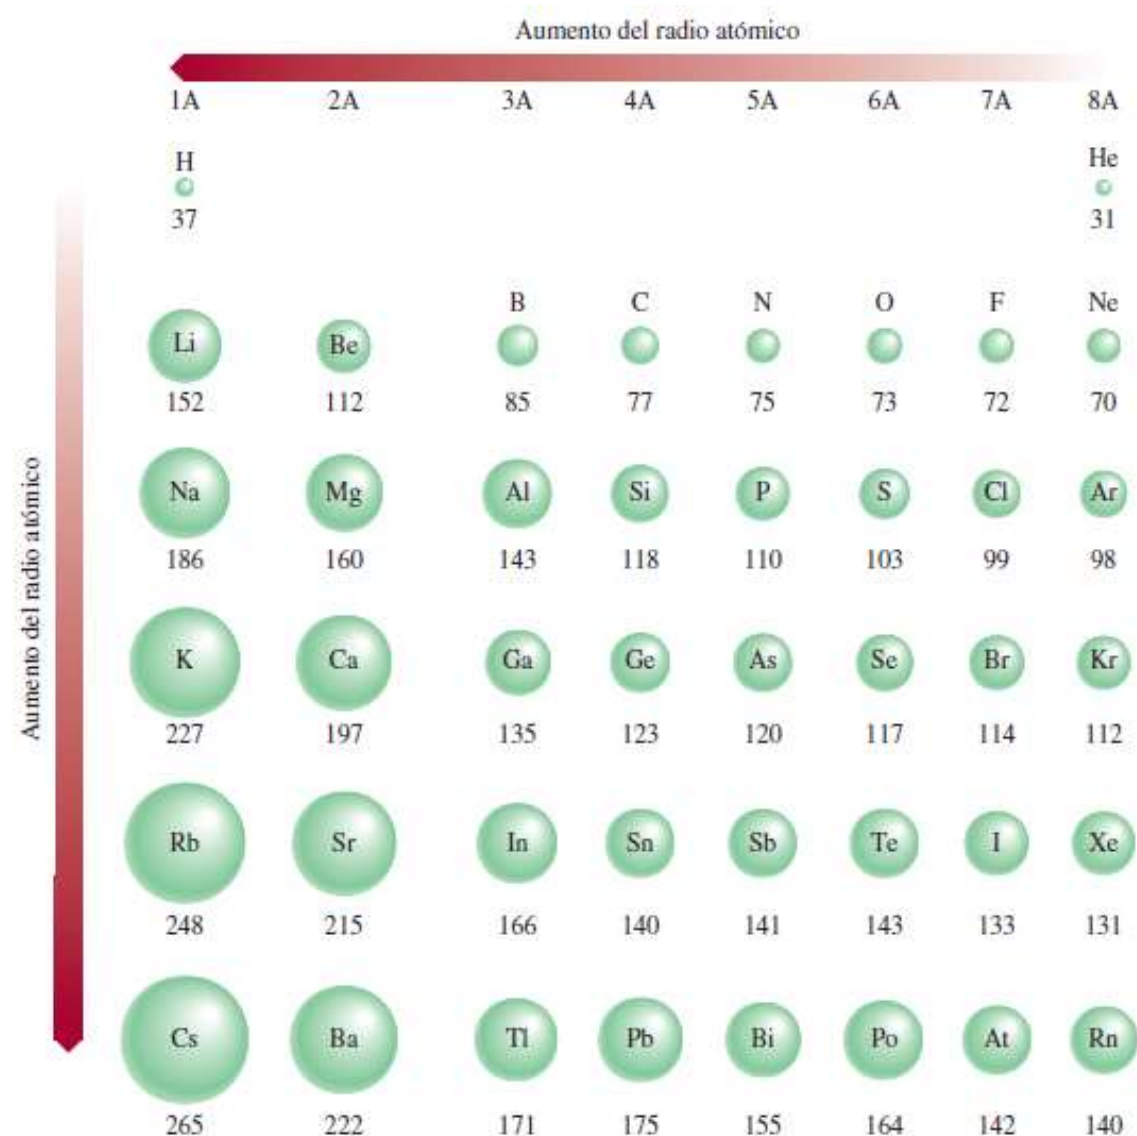 Aumento del radio atómico
1A 2A 3A 4A 5A 6A 7A 8A
Aumento del radio atómico
H He
37 31
B C N O F Ne
Li Be
152 112 85 77 75 73 72 70
Na Mg Al Si P S Cl Ar
186 160 143 118 110 103 99 98
K Ca Ga Ge As Se Br Kr
227 197 135 123 120 117 114 112
Rb Sr In Sn Sb Te I Xe
248 215 166 140 141 143 133 131
Cs Ba Tl Pb Bi Po At Rn
265 222 171 175 155 164 142 140